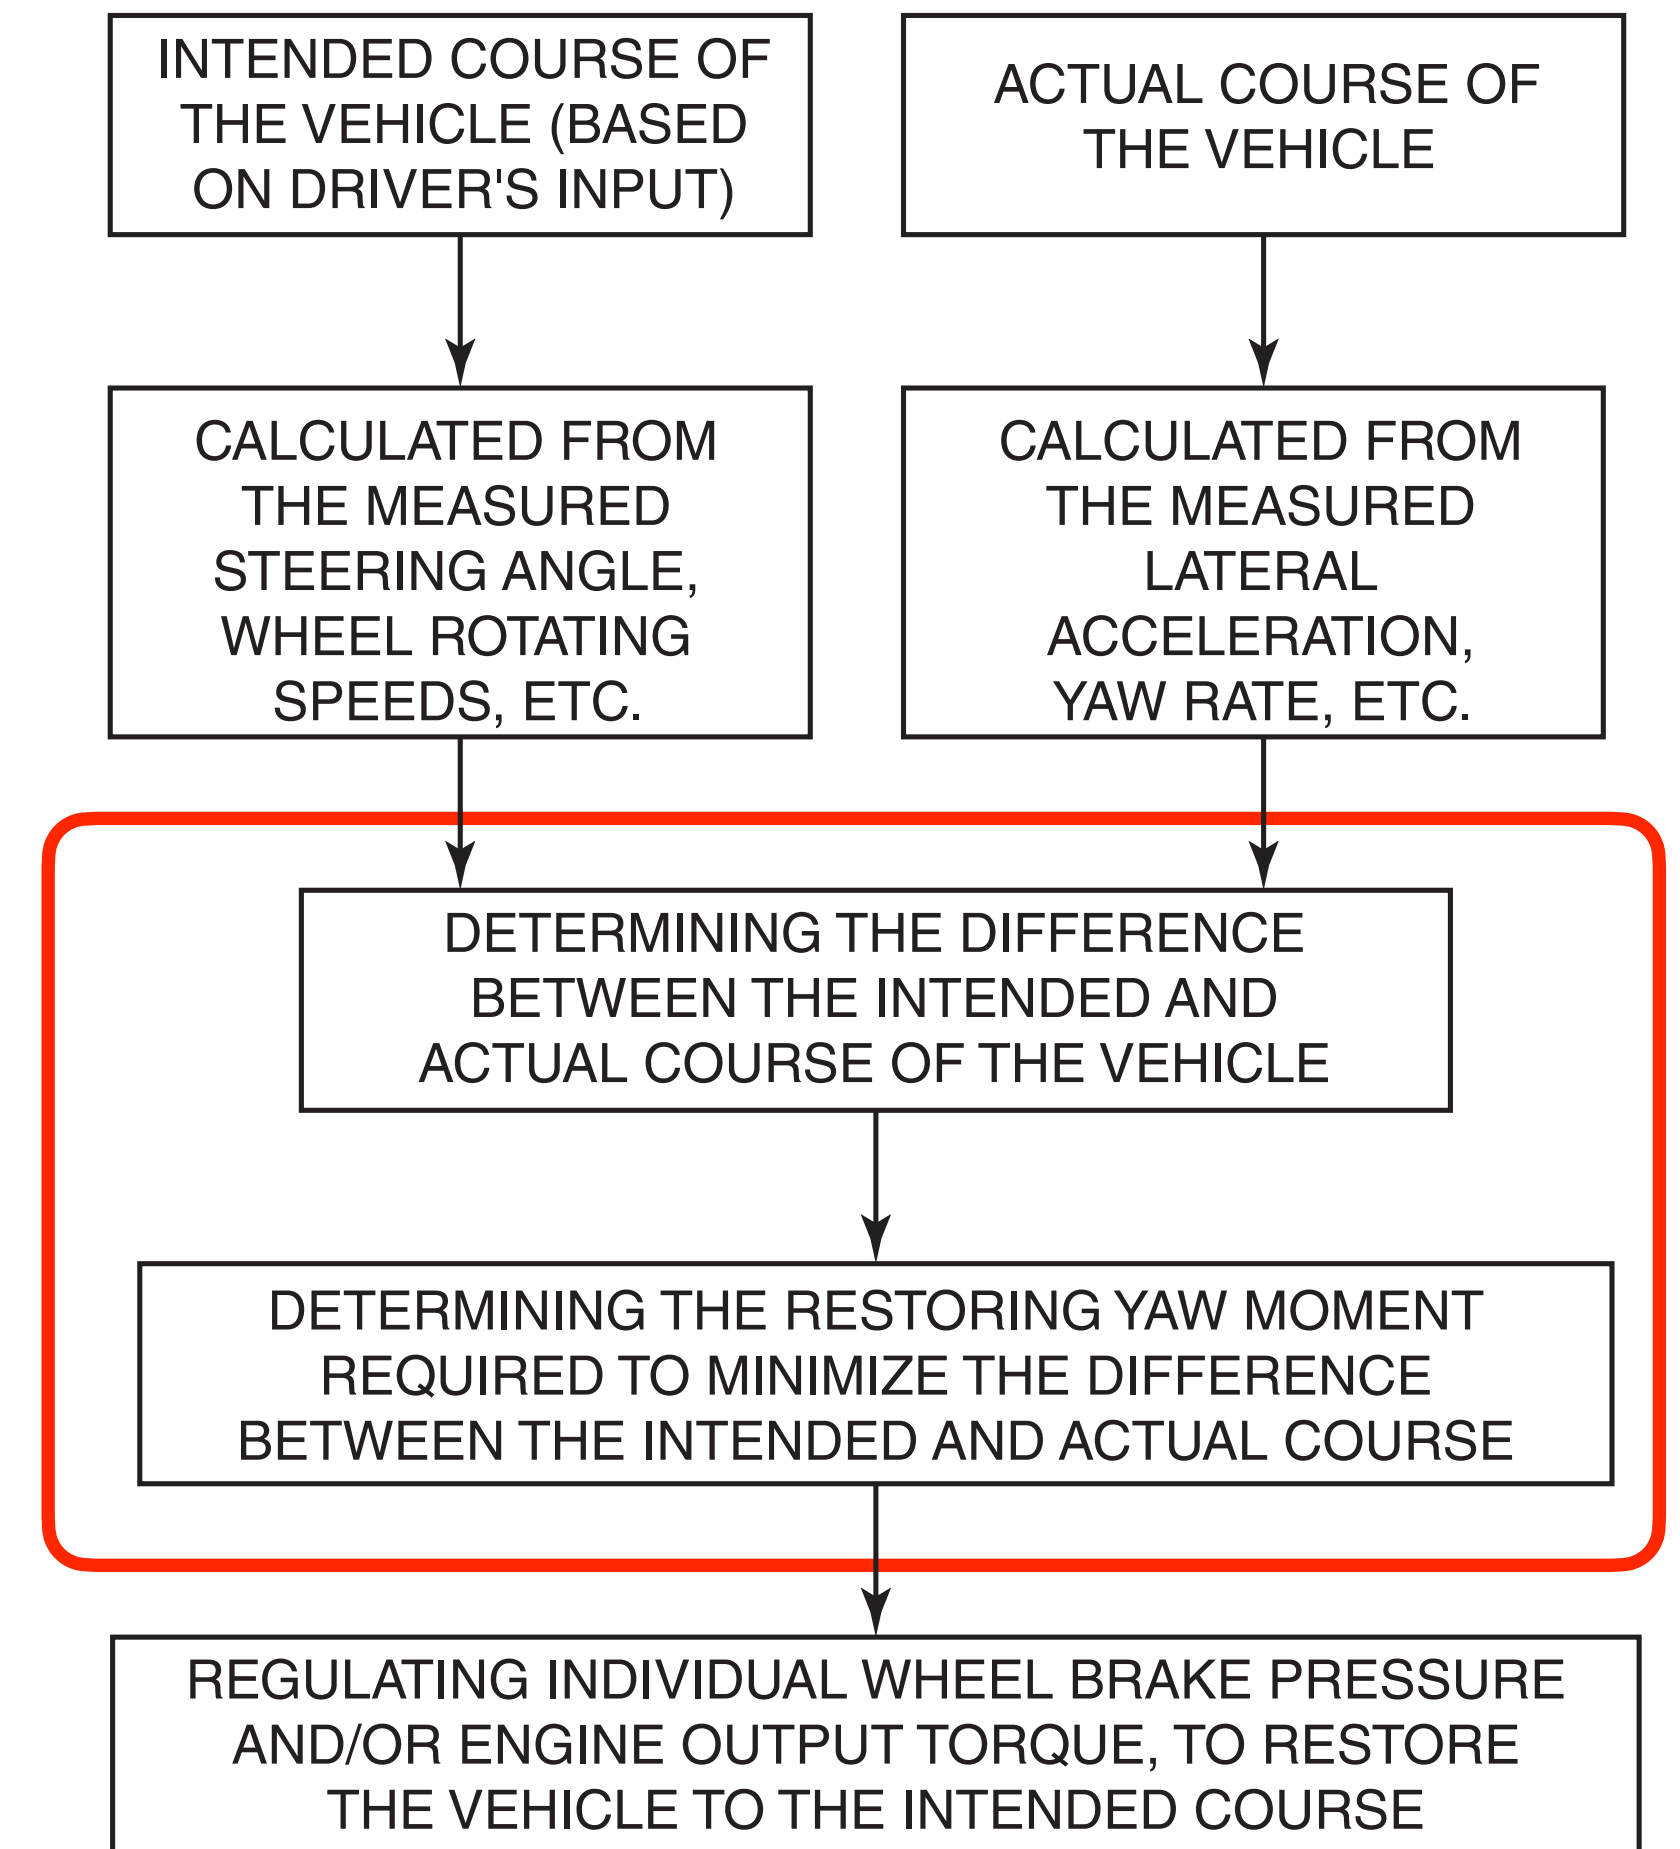 INTENDED COURSE OF
THE VEHICLE (BASED
ON DRIVER'S INPUT)
ACTUAL COURSE OF
THE VEHICLE
CALCULATED FROM
THE MEASURED
STEERING ANGLE,
WHEEL ROTATING
SPEEDS, ETC.
CALCULATED FROM
THE MEASURED
LATERAL
ACCELERATION,
YAW RATE, ETC.
DETERMINING THE DIFFERENCE
BETWEEN THE INTENDED AND
ACTUAL COURSE OF THE VEHICLE
DETERMINING THE RESTORING YAW MOMENT
REQUIRED TO MINIMIZE THE DIFFERENCE
BETWEEN THE INTENDED AND ACTUAL COURSE
REGULATING INDIVIDUAL WHEEL BRAKE PRESSURE
AND/OR ENGINE OUTPUT TORQUE, TO RESTORE
THE VEHICLE TO THE INTENDED COURSE